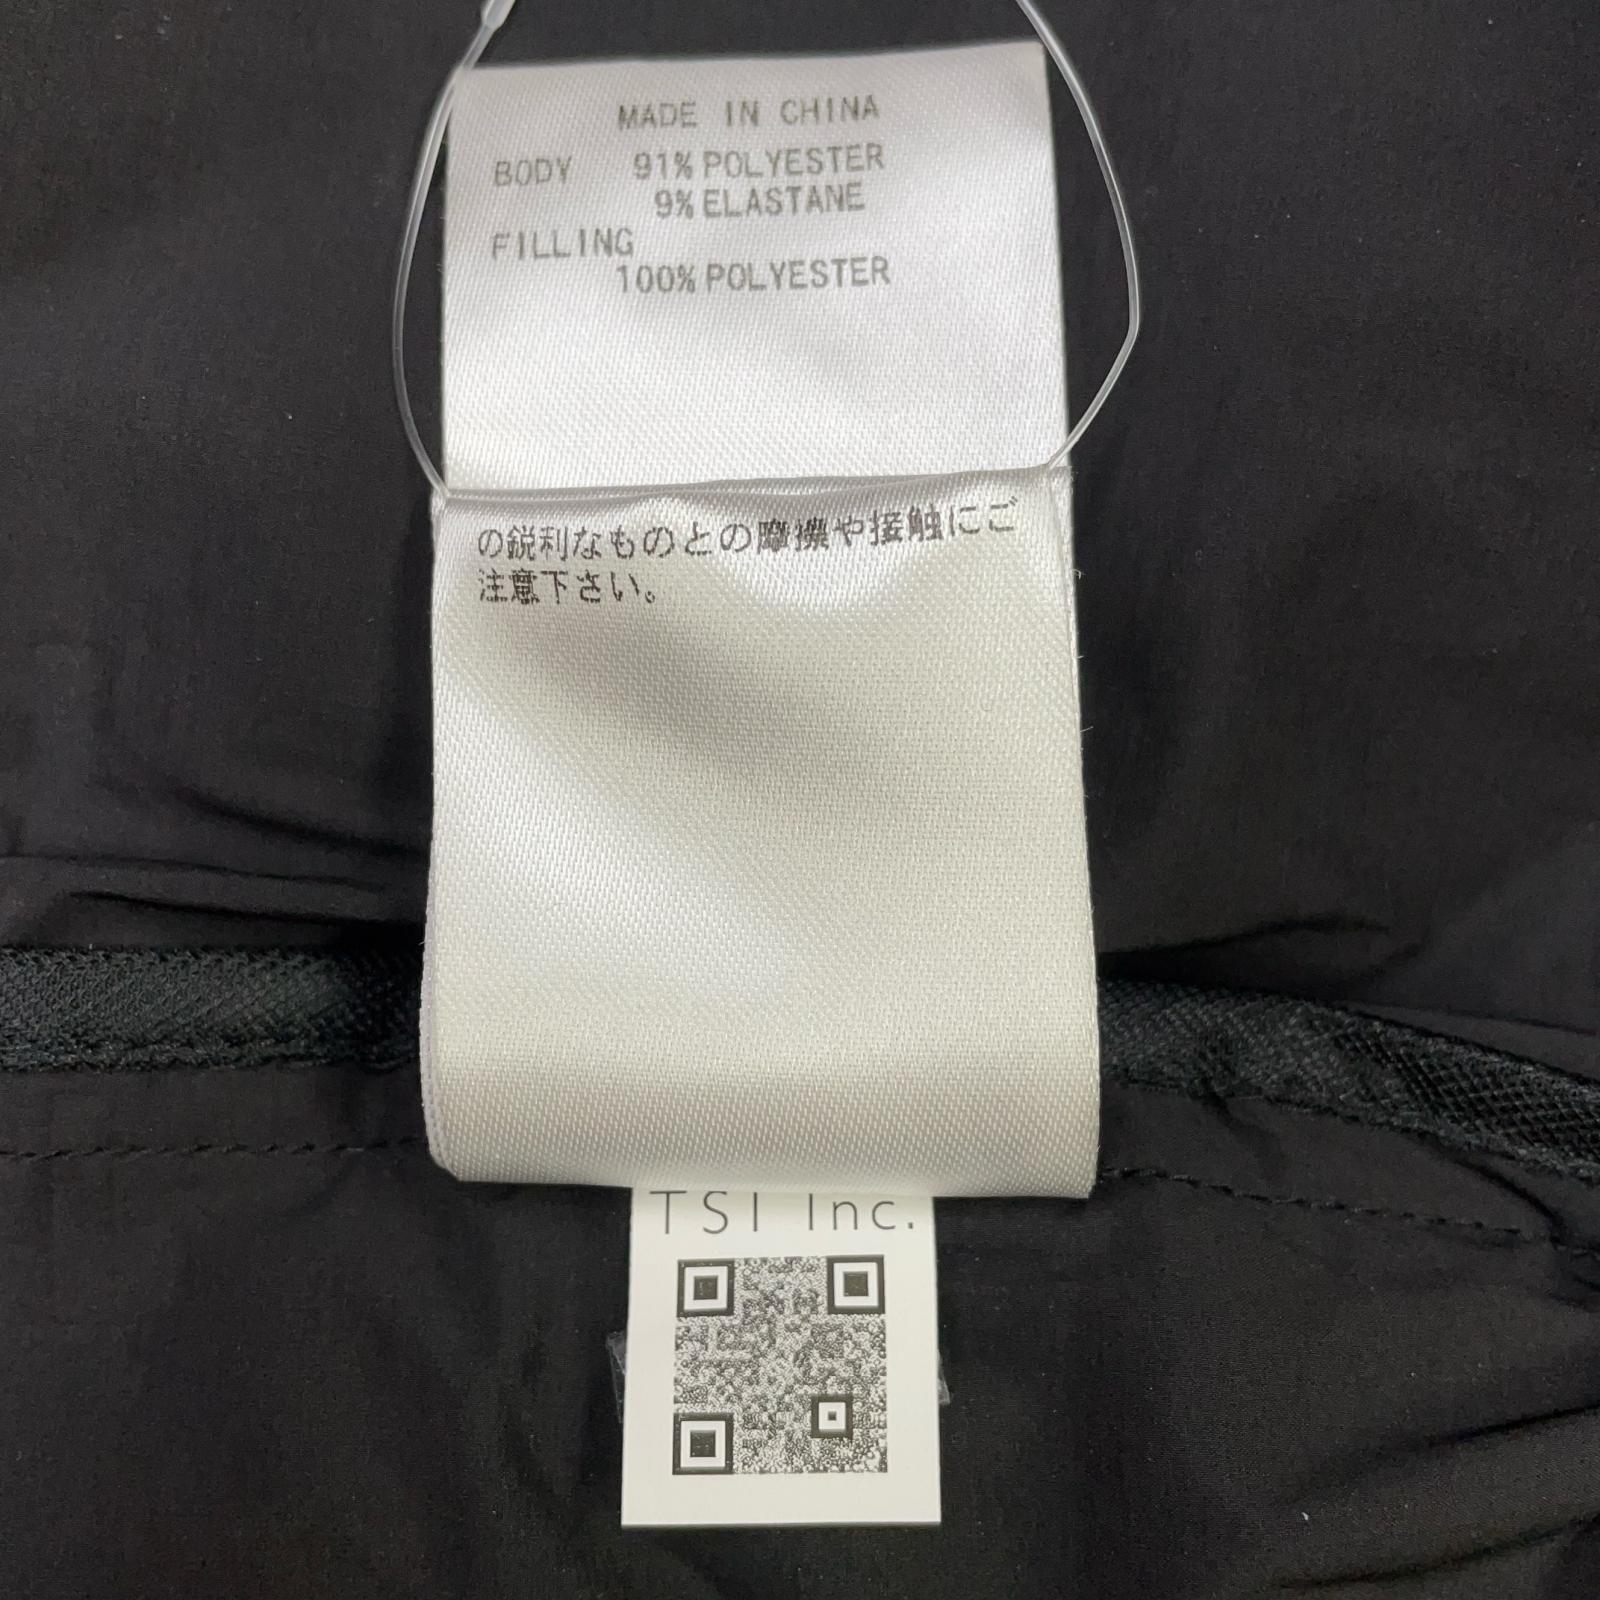 MADE IN CHINA
BODY 91% POLYESTER
9% ELASTANE
FILLING
100% POLYESTER
の鋭利なものとの摩擦や接触にご
注意下さい。
TSI Inc.